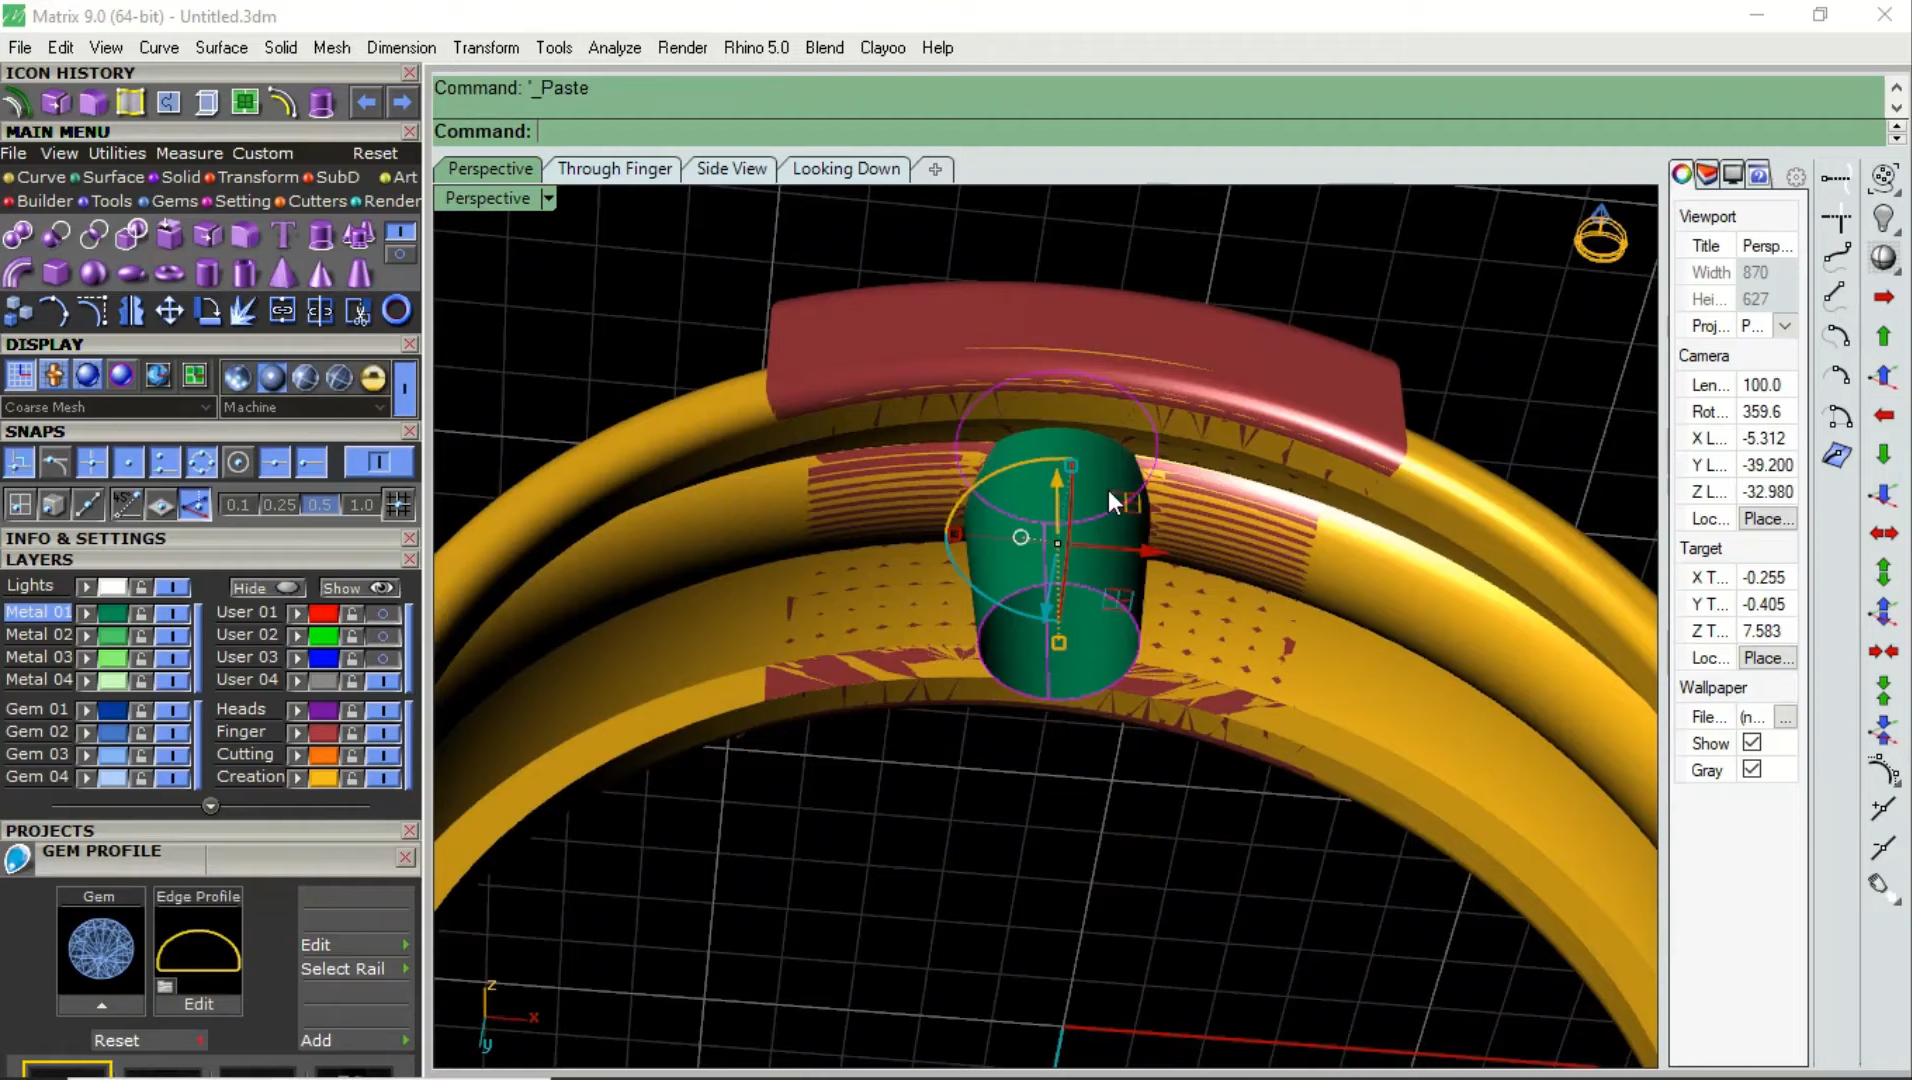 Matrix 9.0 (64-bit) - Untitled.3dm
File Edit View Curve Surface Solid Mesh Dimension Transform Tools Analyze Render Rhino 5.0 Blend Clayoo Help
ICON HISTORY
MAIN MENU
File View Utilities Measure Custom Reset
Curve Surface Solid Transform SubD Art
Builder Tools Gems Setting Cutters Render
DISPLAY
Coarse Mesh Machine
SNAPS
45°
0.1 0.25 0.5 1.0
INFO & SETTINGS
LAYERS
Lights Hide Show
Metal 01 User 01
Metal 02 User 02
Metal 03 User 03
Metal 04 User 04
Gem 01 Heads
Gem 02 Finger
Gem 03 Cutting
Gem 04 Creation
PROJECTS
GEM PROFILE
Gem Edge Profile
Edit
Select Rail
Edit
Reset Add
Command: '_Paste
Command:
Perspective Through Finger Side View Looking Down
Perspective
z
x
y
Viewport
Title Persp...
Width 870
Hei... 627
Proj... P...
Camera
Len... 100.0
Rot... 359.6
X L... -5.312
Y L... -39.200
Z L... -32.980
Loc... Place...
Target
X T... -0.255
Y T... -0.405
Z T... 7.583
Loc... Place...
Wallpaper
File... (n... ...
Show
Gray